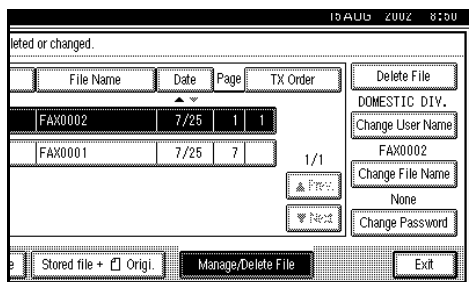 15 AUG 2002 8:50
leted or changed.
File Name Date Page TX Order Delete File
DOMESTIC DIV.
FAX0002 7/25 1 1 Change User Name
FAX0001 7/25 7 FAX0002
1/1 Change File Name
▲ Prev. None
▼ Next Change Password
e Stored file + Origi. Manage/Delete File Exit